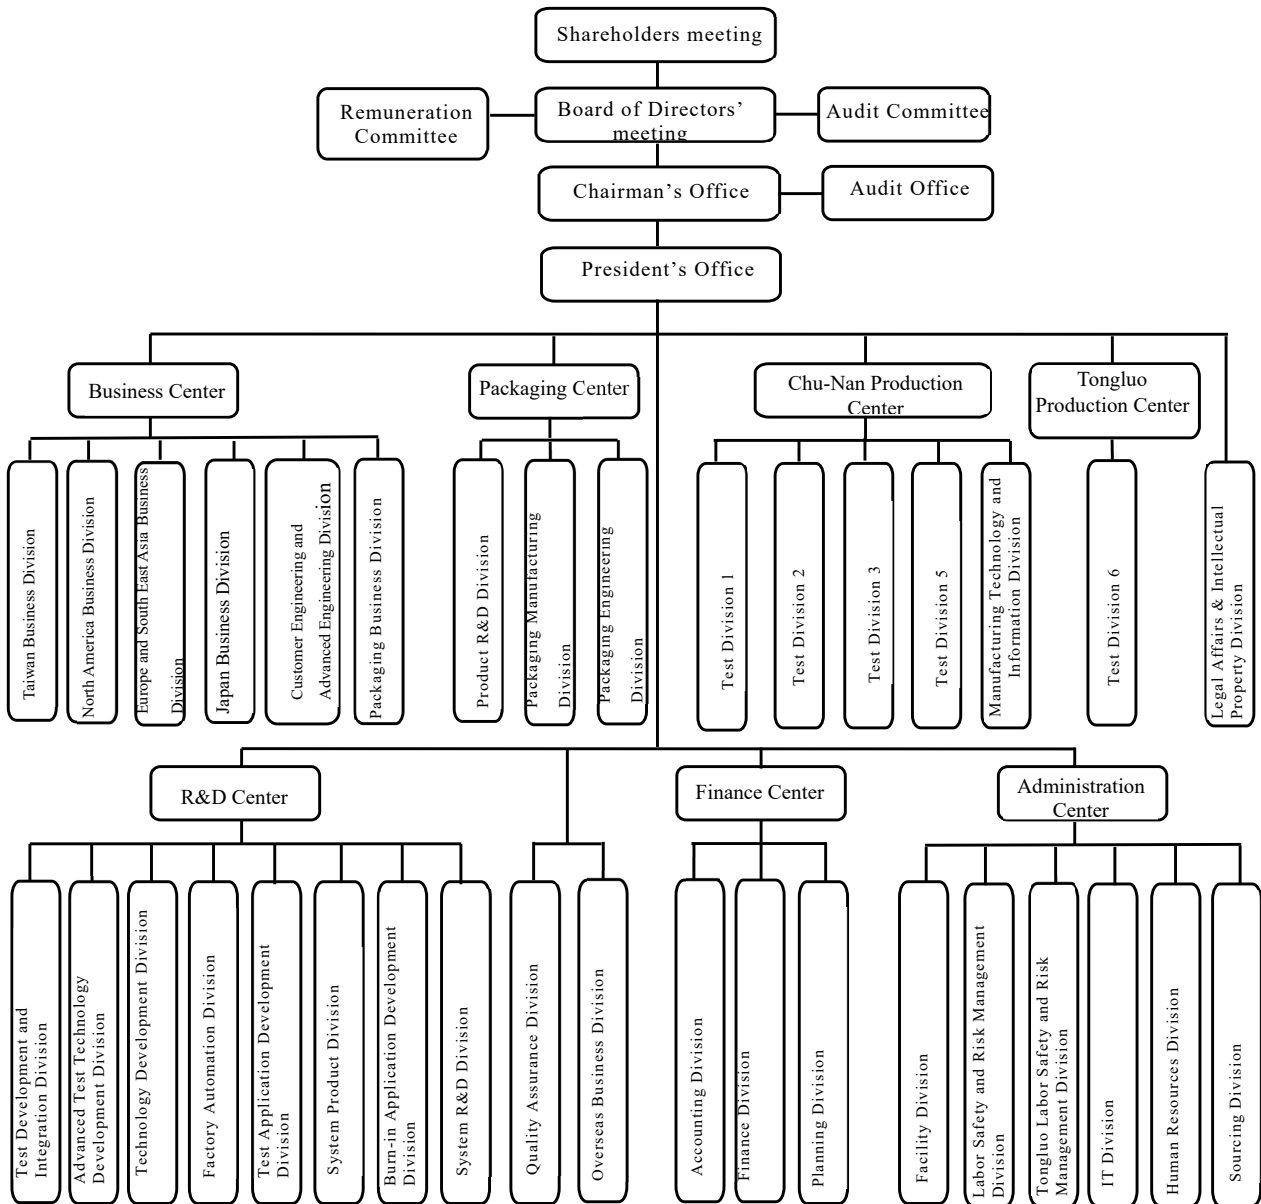 Shareholders meeting
Remuneration
Committee
Board of Directors’
meeting
Audit Committee
Chairman’s Office
Audit Office
President’s Office
Business Center
Packaging Center
Chu-Nan Production
Center
Tongluo
Production Center
Taiwan Business Division
North America Business Division
Europe and South East Asia Business
Division
Japan Business Division
Customer Engineering and
Advanced Engineering Division
Packaging Business Division
Product R&D Division
Packaging Manufacturing
Division
Packaging Engineering
Division
Test Division 1
Test Division 2
Test Division 3
Test Division 5
Manufacturing Technology and
Information Division
Test Division 6
Legal Affairs & Intellectual
Property Division
R&D Center
Finance Center
Administration
Center
Test Development and
Integration Division
Advanced Test Technology
Development Division
Technology Development Division
Factory Automation Division
Test Application Development
Division
System Product Division
Burn-in Application Development
Division
System R&D Division
Quality Assurance Division
Overseas Business Division
Accounting Division
Finance Division
Planning Division
Facility Division
Labor Safety and Risk Management
Division
Tongluo Labor Safety and Risk
Management Division
IT Division
Human Resources Division
Sourcing Division